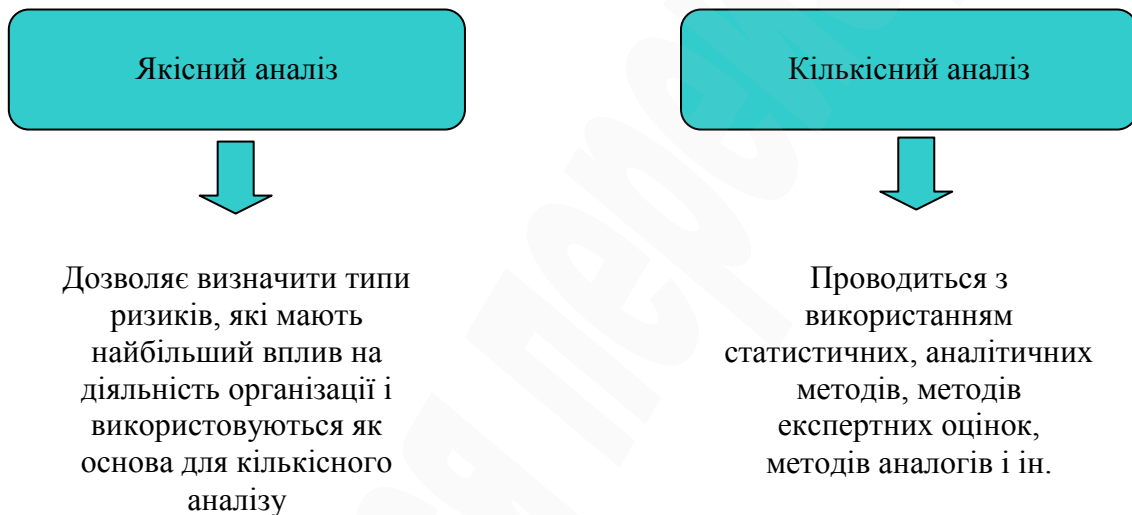 Якісний аналіз
Кількісний аналіз
Дозволяє визначити типи
ризиків, які мають
найбільший вплив на
діяльність організації і
використовуються як
основа для кількісного
аналізу
Проводиться з
використанням
статистичних, аналітичних
методів, методів
експертних оцінок,
методів аналогів і ін.